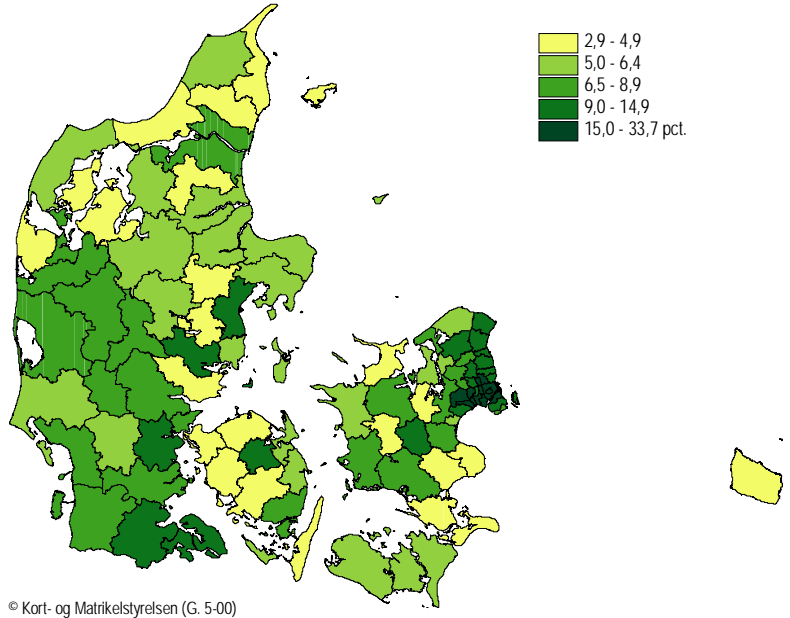 2,9 - 4,9
5,0 - 6,4
6,5 - 8,9
9,0 - 14,9
15,0 - 33,7 pct.
© Kort- og Matrikelstyrelsen (G. 5-00)